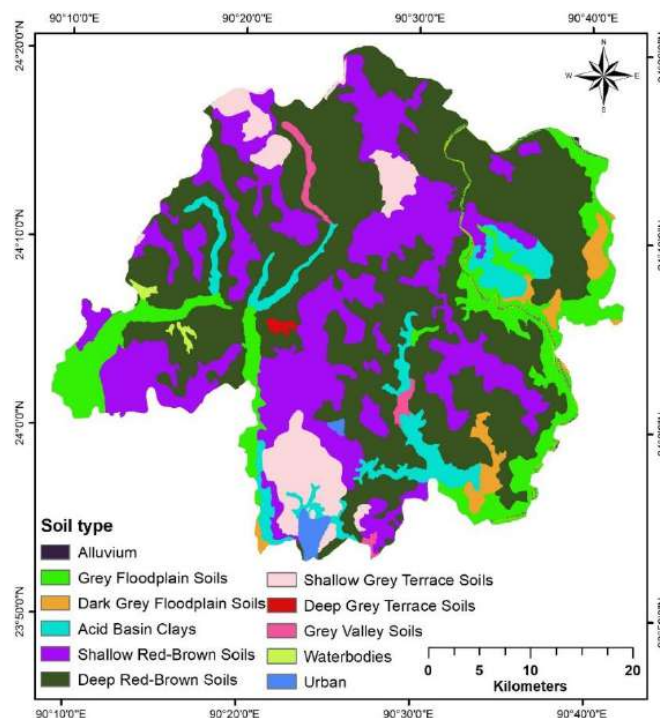 90°10'0"E 90°20'0"E 90°30'0"E 90°40'0"E
24°20'0"N
N
W E
S
24°10'0"N
24°0'0"N
23°50'0"N
Soil type
Alluvium
Grey Floodplain Soils
Dark Grey Floodplain Soils
Acid Basin Clays
Shallow Red-Brown Soils
Deep Red-Brown Soils
Shallow Grey Terrace Soils
Deep Grey Terrace Soils
Grey Valley Soils
Waterbodies
Urban
0 5 10 20
Kilometers
90°10'0"E 90°20'0"E 90°30'0"E 90°40'0"E